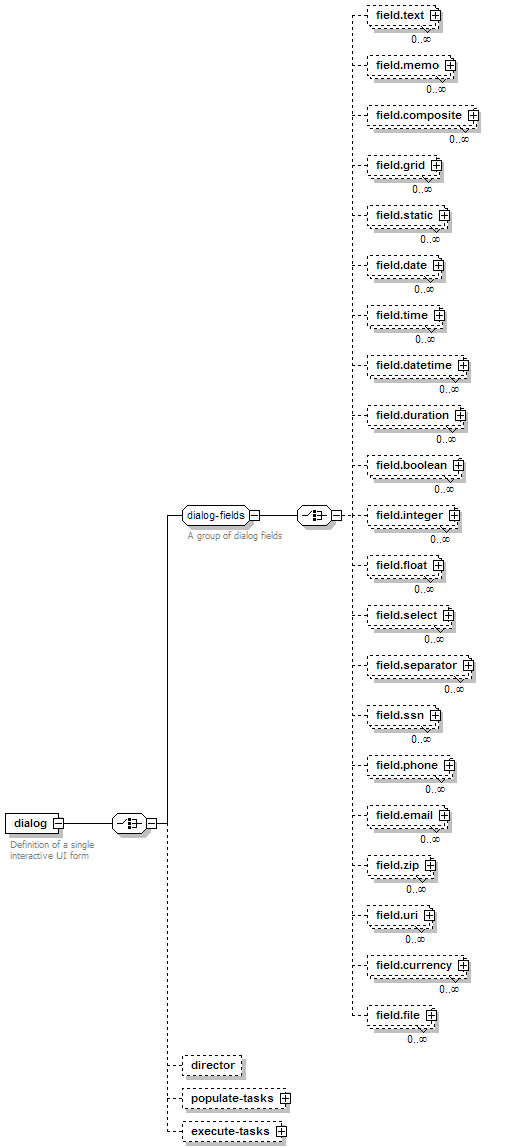 field.text
0..∞
field.memo
0..∞
field.composite
0..∞
field.grid
0..∞
field.static
0..∞
field.date
0..∞
field.time
0..∞
field.datetime
0..∞
field.duration
0..∞
field.boolean
0..∞
dialog-fields
A group of dialog fields
field.integer
0..∞
field.float
0..∞
field.select
0..∞
field.separator
0..∞
field.ssn
0..∞
field.phone
0..∞
dialog
Definition of a single
interactive UI form
field.email
0..∞
field.zip
0..∞
field.uri
0..∞
field.currency
0..∞
field.file
0..∞
director
populate-tasks
execute-tasks